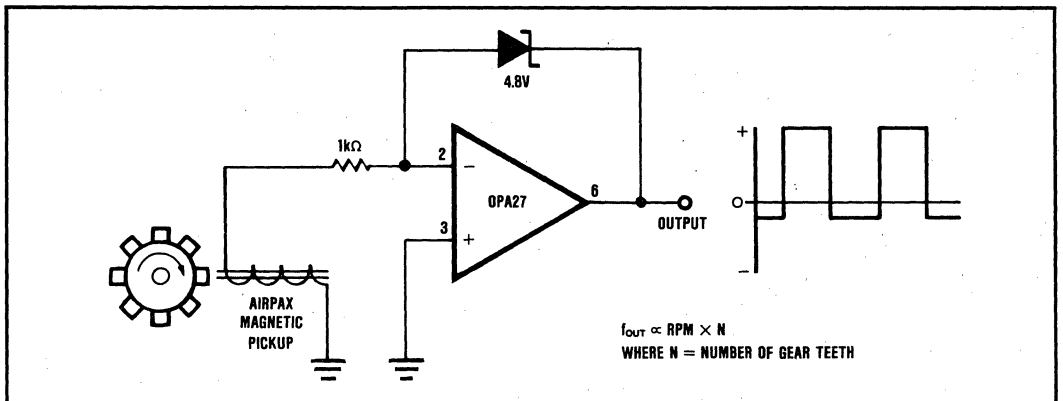 4.8V
1kΩ
2
−
OPA27
6
3
+
OUTPUT
+
O
−
AIRPAX
MAGNETIC
PICKUP
fOUT ∝ RPM × N
WHERE N = NUMBER OF GEAR TEETH